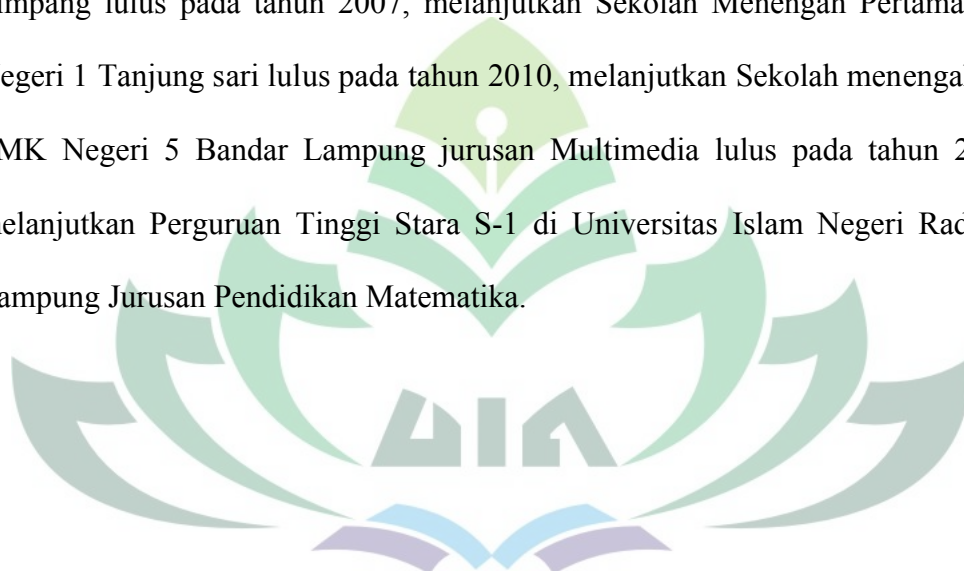 lulus pada tahun 2007, melanjutkan Sekolah Menengah Pertama
1 Tanjung sari lulus pada tahun 2010, melanjutkan Sekolah
Negeri 5 Bandar Lampung jurusan Multimedia lulus pada tahun
Perguruan Tinggi Stara S-1 di Universitas Islam Negeri
Jurusan Pendidikan Matematika.
UIN